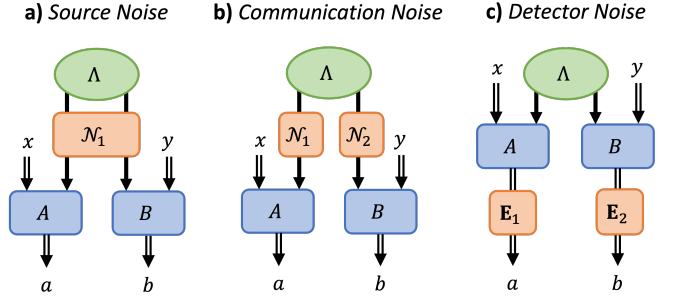 a) Source Noise
Λ
𝒩₁
x
y
A
B
a
b
b) Communication Noise
Λ
𝒩₁
𝒩₂
x
y
A
B
a
b
c) Detector Noise
x
Λ
y
A
B
𝐄₁
𝐄₂
a
b